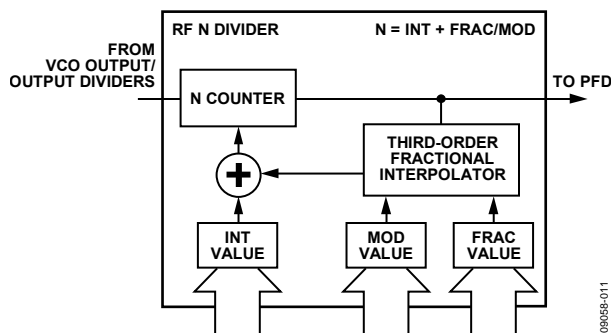 RF N DIVIDER
N = INT + FRAC/MOD
FROM
VCO OUTPUT/
OUTPUT DIVIDERS
TO PFD
N COUNTER
THIRD-ORDER
FRACTIONAL
INTERPOLATOR
+
INT
VALUE
MOD
VALUE
FRAC
VALUE
09058-011